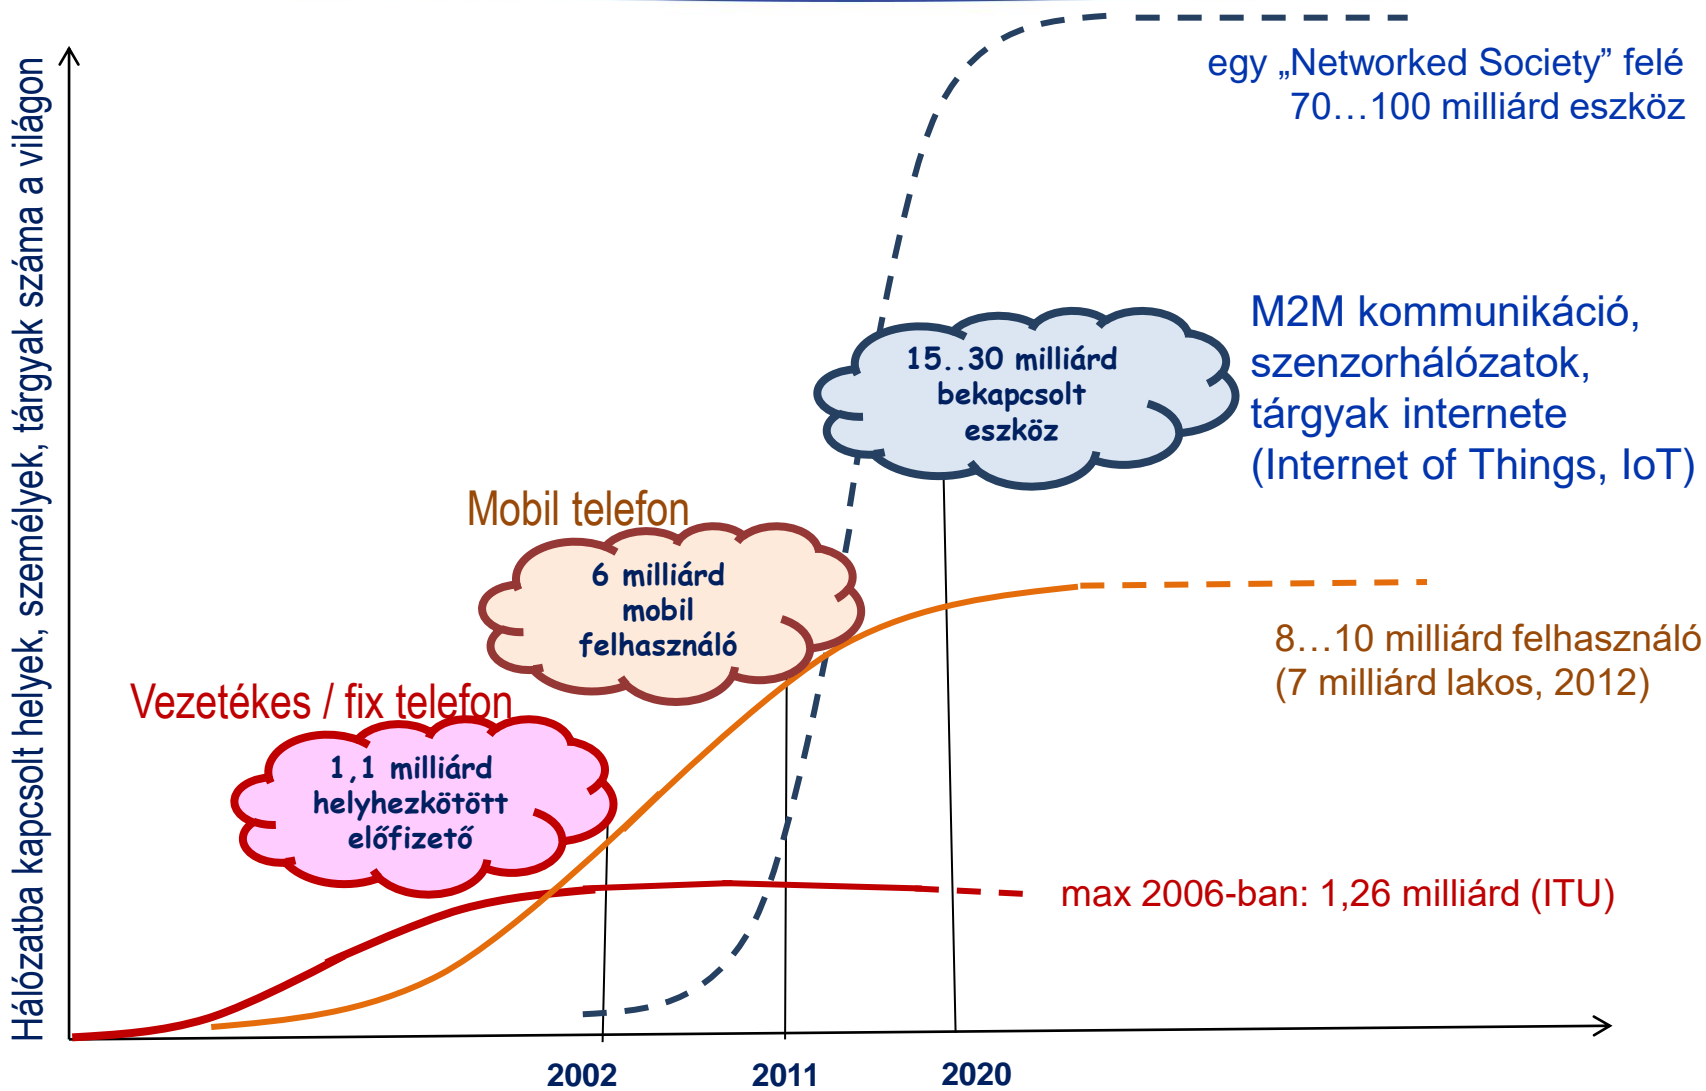 Hálózatba kapcsolt helyek, személyek, tárgyak száma a világon
egy „Networked Society” felé
70…100 milliárd eszköz
M2M kommunikáció,
szenzorhálózatok,
tárgyak internete
(Internet of Things, IoT)
15..30 milliárd
bekapcsolt
eszköz
Mobil telefon
6 milliárd
mobil
felhasználó
8…10 milliárd felhasználó
(7 milliárd lakos, 2012)
Vezetékes / fix telefon
1,1 milliárd
helyhezkötött
előfizető
max 2006-ban: 1,26 milliárd (ITU)
2002
2011
2020